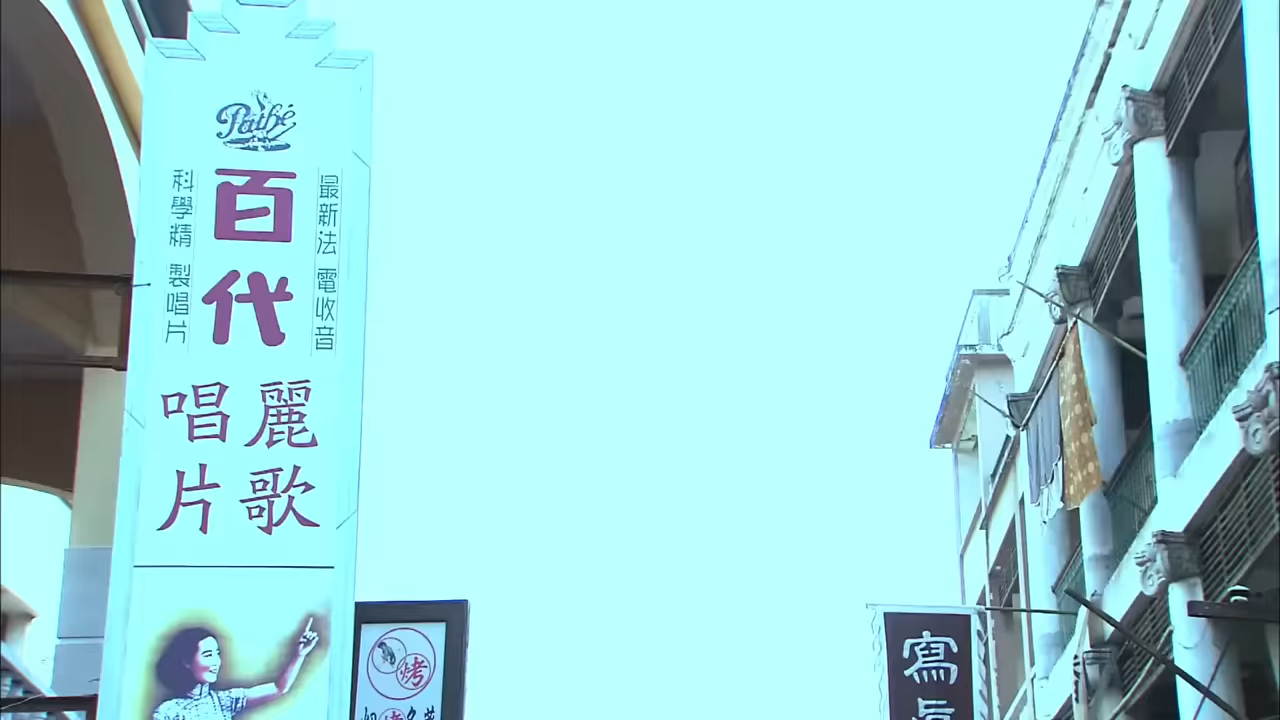 Pathé
百代
最新法 電收音
科學精 製唱片
麗歌
唱片
烤
寫真